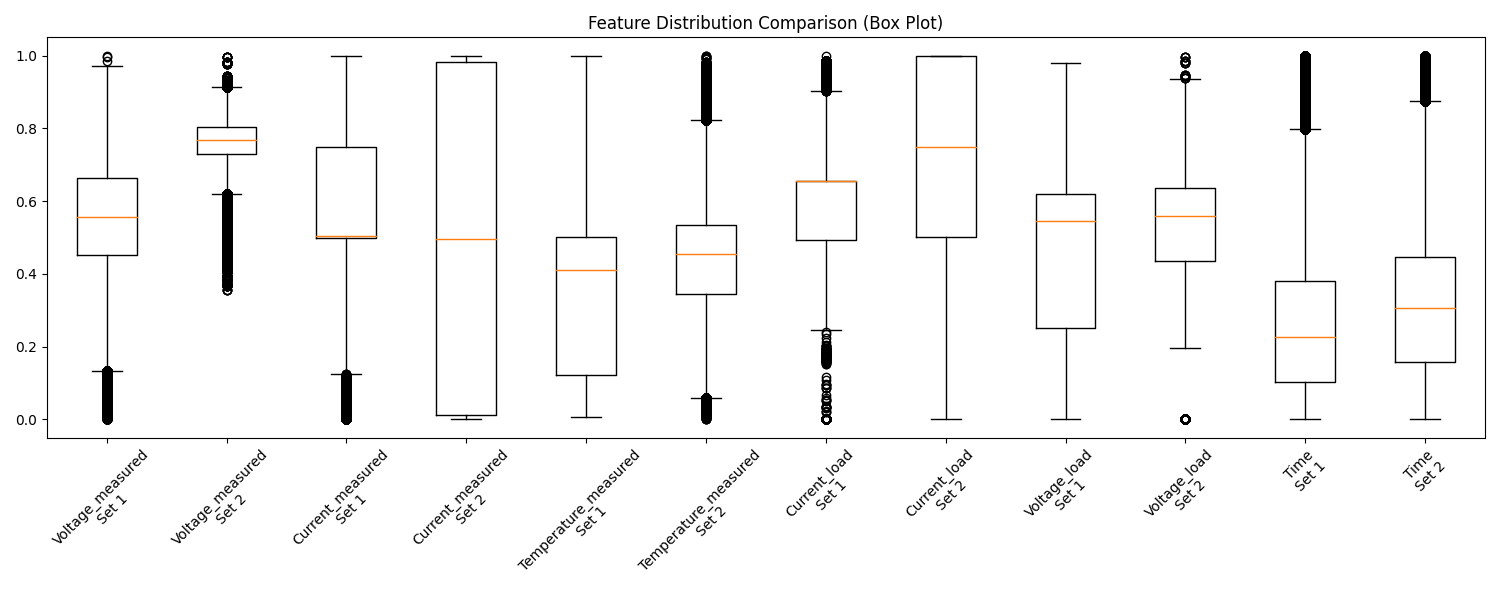 Feature Distribution Comparison (Box Plot)
1.0
0.8
0.6
0.4
0.2
0.0
Voltage_measured
Set 1
Voltage_measured
Set 2
Current_measured
Set 1
Current_measured
Set 2
Temperature_measured
Set 1
Temperature_measured
Set 2
Current_load
Set 1
Current_load
Set 2
Voltage_load
Set 1
Voltage_load
Set 2
Time
Set 1
Time
Set 2